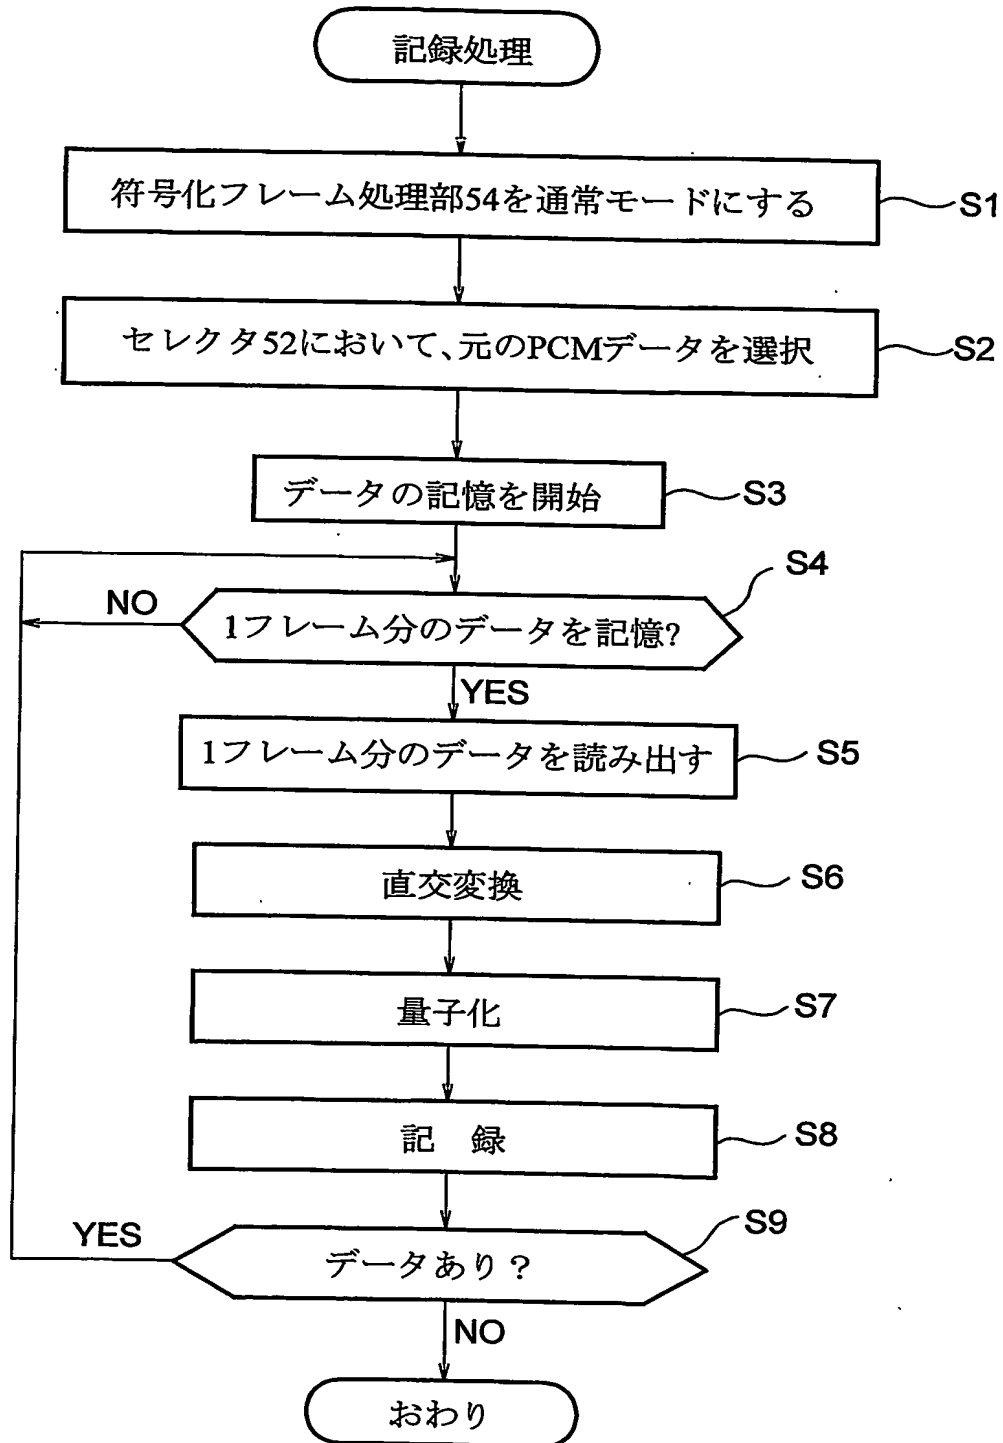 記録処理
符号化フレーム処理部54を通常モードにする
S1
セレクタ52において、元のPCMデータを選択
S2
データの記憶を開始
S3
S4
NO
1フレーム分のデータを記憶?
YES
1フレーム分のデータを読み出す
S5
直交変換
S6
量子化
S7
記 録
S8
S9
YES
データあり?
NO
おわり